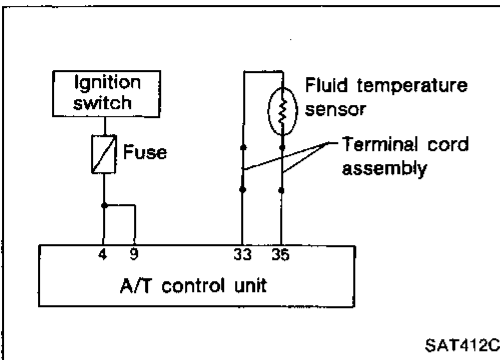 Ignition
switch
Fuse
Fluid temperature
sensor
Terminal cord
assembly
4 9 33 35
A/T control unit
SAT412C